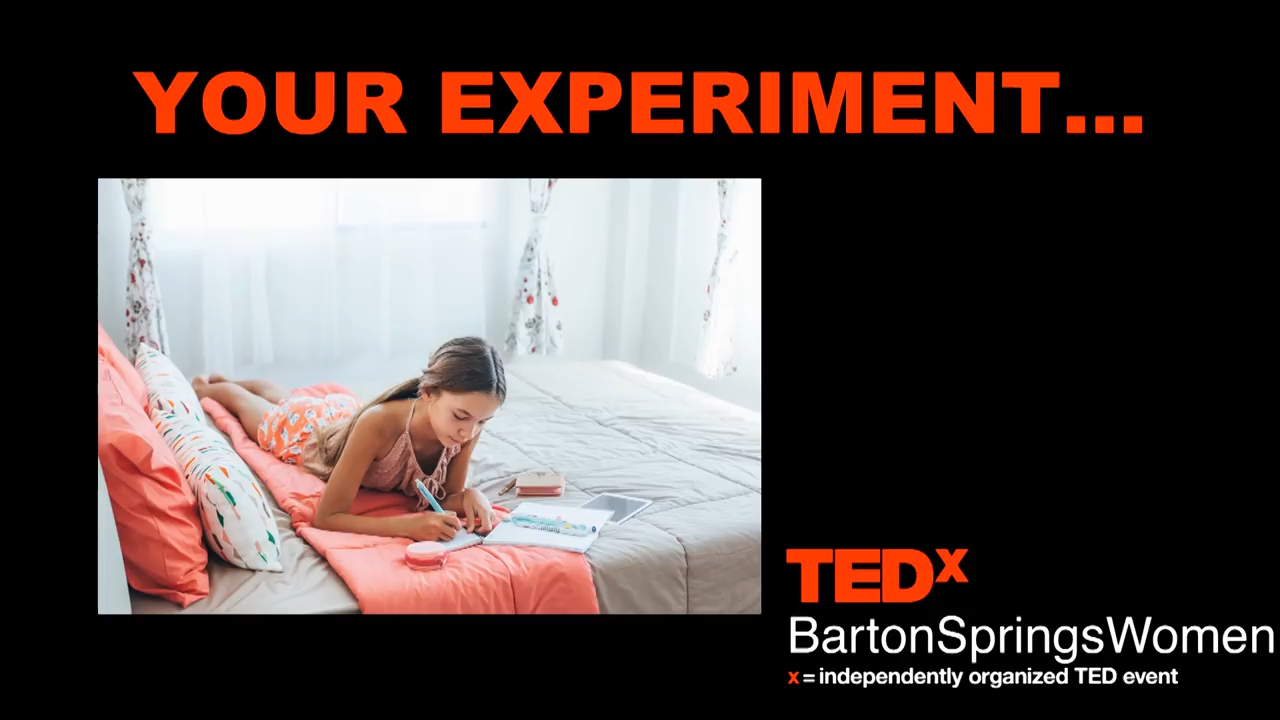 YOUR EXPERIMENT...
TEDx
BartonSpringsWomen
x = independently organized TED event